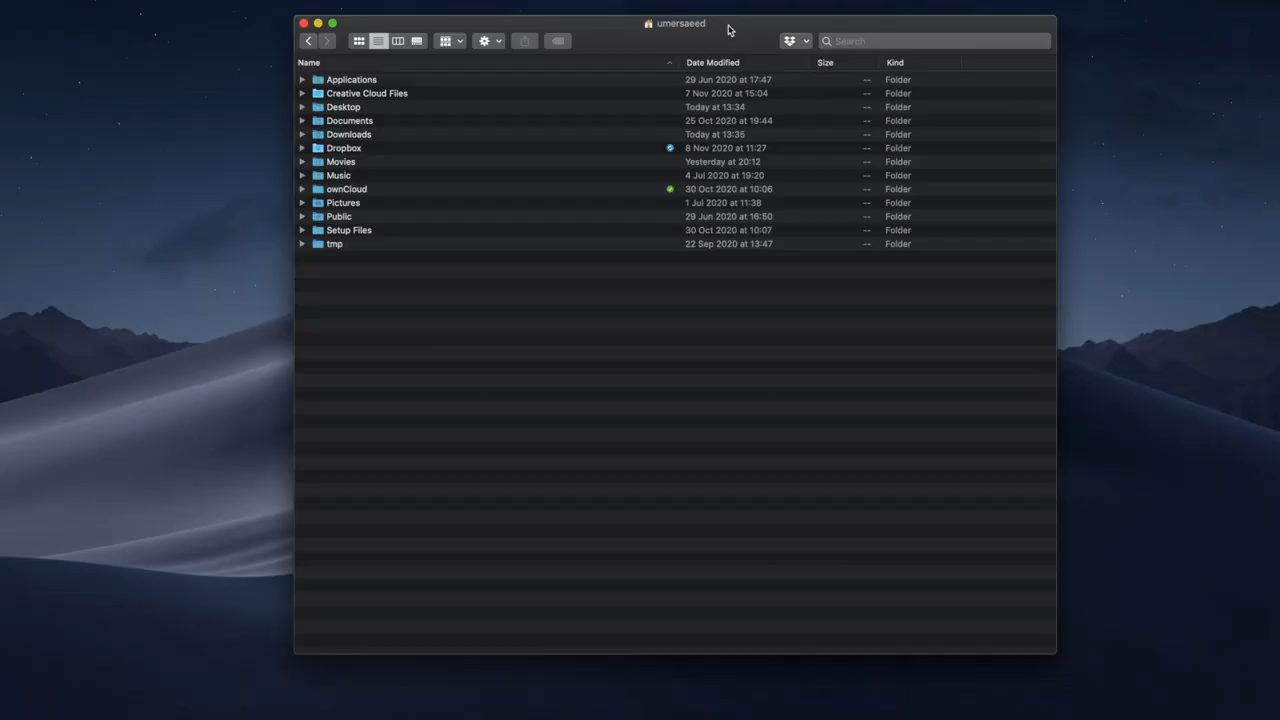 umersaeed
Search
Name Date Modified Size Kind
Applications 29 Jun 2020 at 17:47 -- Folder
Creative Cloud Files 7 Nov 2020 at 15:04 -- Folder
Desktop Today at 13:34 -- Folder
Documents 25 Oct 2020 at 19:44 -- Folder
Downloads Today at 13:35 -- Folder
Dropbox 8 Nov 2020 at 11:27 -- Folder
Movies Yesterday at 20:12 -- Folder
Music 4 Jul 2020 at 19:20 -- Folder
ownCloud 30 Oct 2020 at 10:06 -- Folder
Pictures 1 Jul 2020 at 11:38 -- Folder
Public 29 Jun 2020 at 16:50 -- Folder
Setup Files 30 Oct 2020 at 10:07 -- Folder
tmp 22 Sep 2020 at 13:47 -- Folder